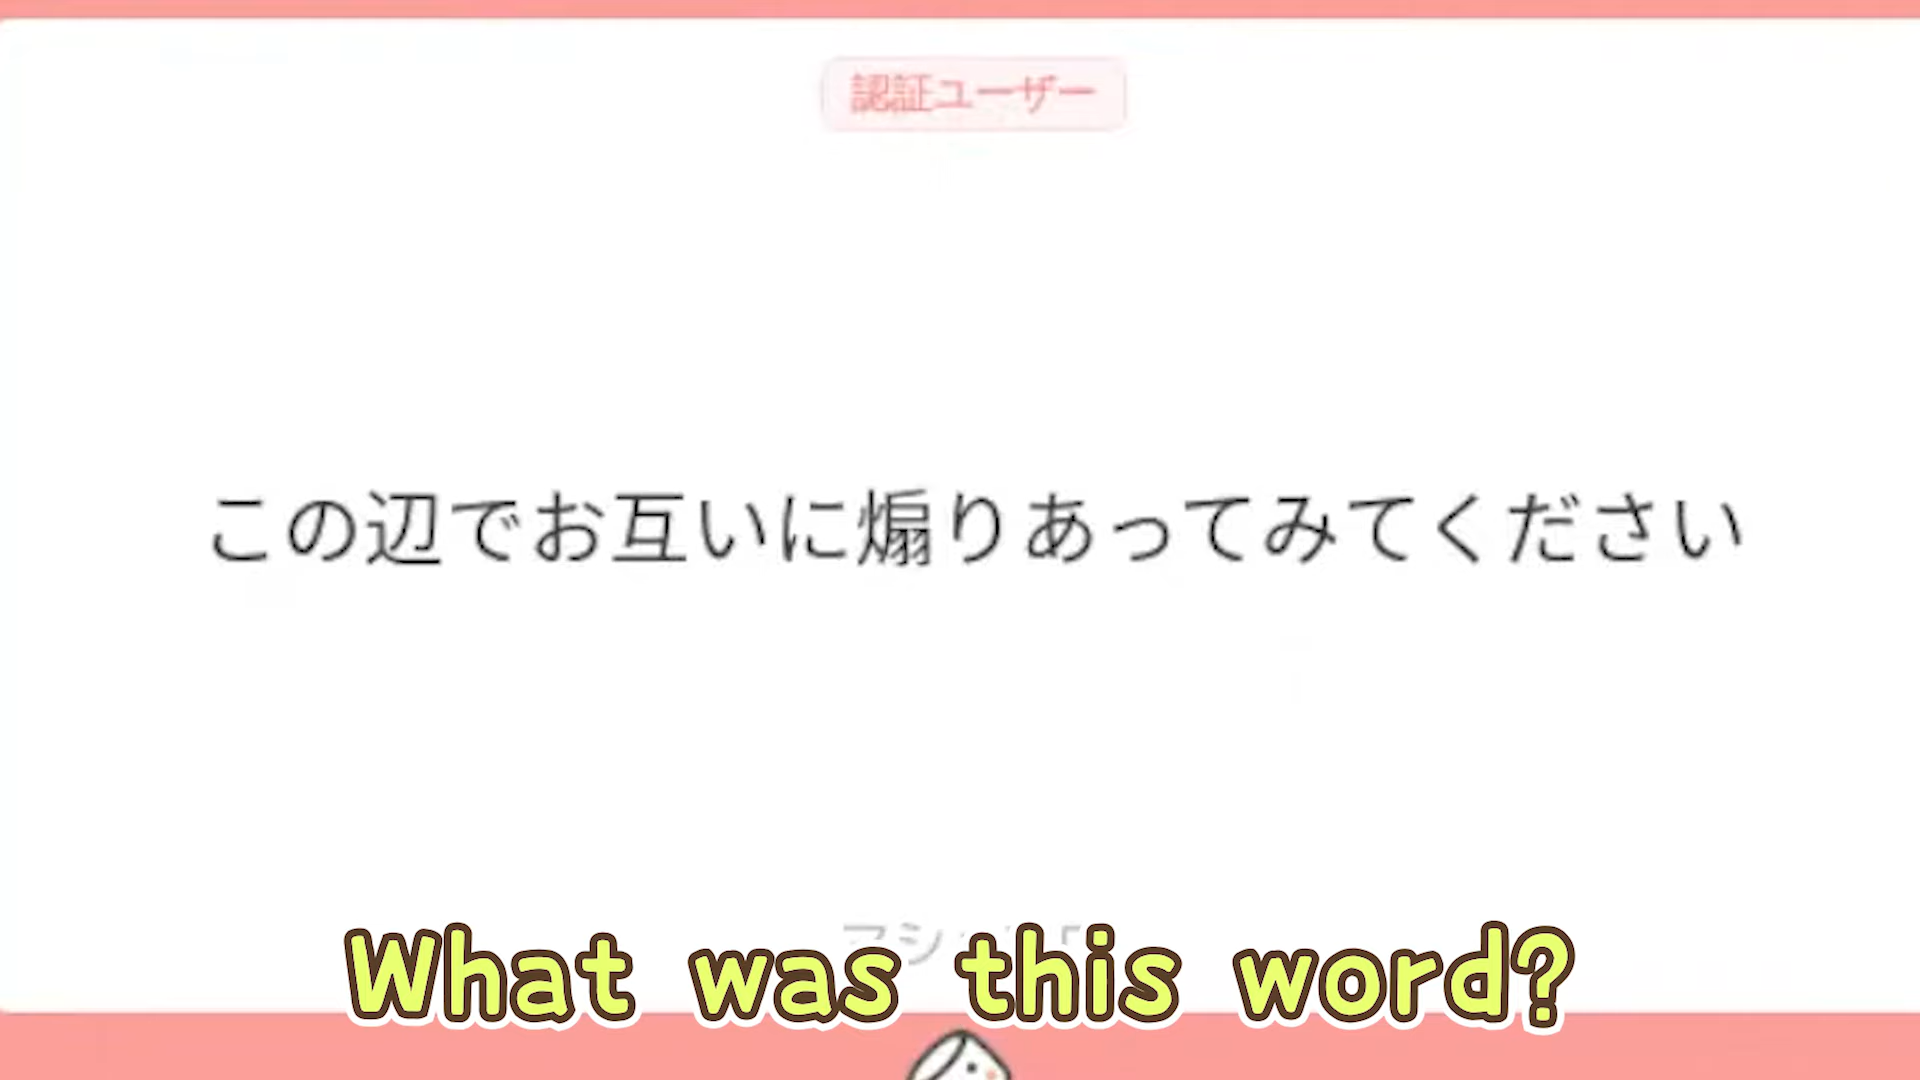 認証ユーザー
この辺でお互いに煽りあってみてください
What was this word?